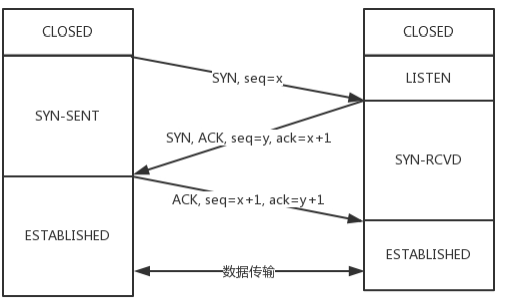 CLOSED
CLOSED
SYN, seq=x
LISTEN
SYN-SENT
SYN, ACK, seq=y, ack=x+1
SYN-RCVD
ACK, seq=x+1, ack=y+1
ESTABLISHED
ESTABLISHED
数据传输